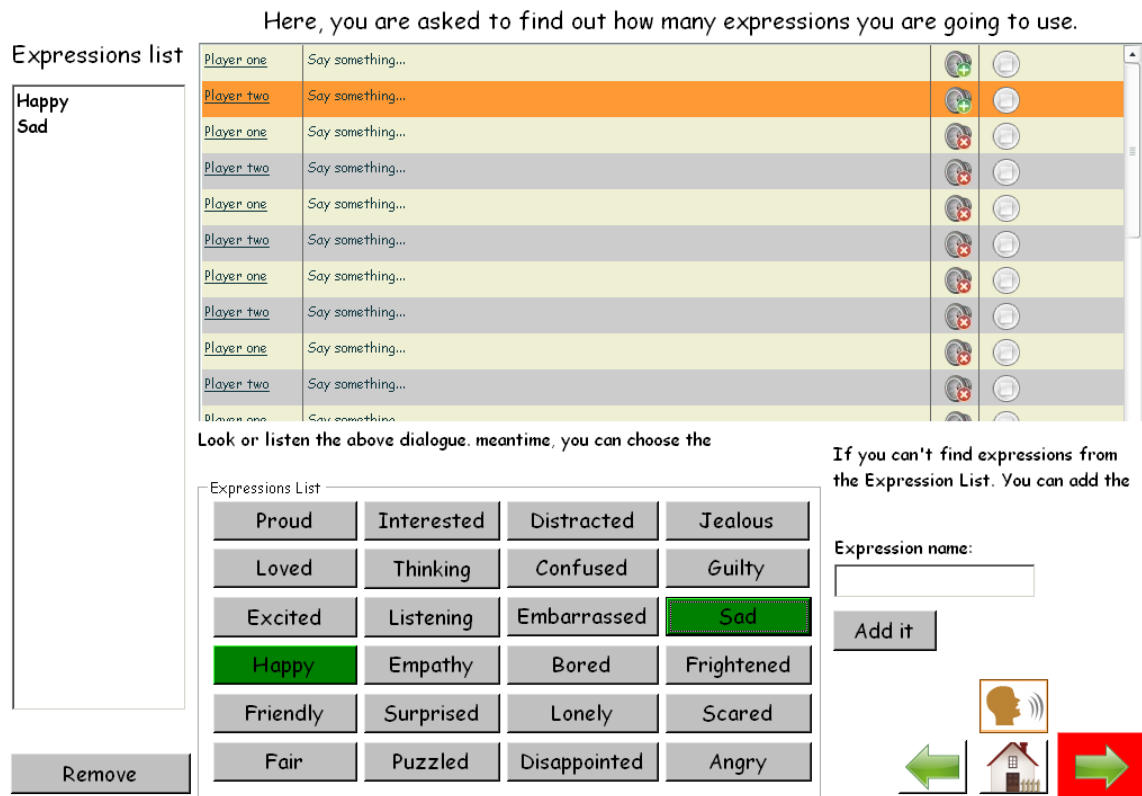 Here, you are asked to find out how many expressions you are going to use.
Expressions list
Happy
Sad
Player one Say something...
Player two Say something...
Player one Say something...
Player two Say something...
Player one Say something...
Player two Say something...
Player one Say something...
Player two Say something...
Player one Say something...
Player two Say something...
Player one Say something
Look or listen the above dialogue. meantime, you can choose the
If you can't find expressions from
the Expression List. You can add the
Expressions List
Proud Interested Distracted Jealous
Loved Thinking Confused Guilty
Excited Listening Embarrassed Sad
Happy Empathy Bored Frightened
Friendly Surprised Lonely Scared
Fair Puzzled Disappointed Angry
Expression name:
Add it
Remove